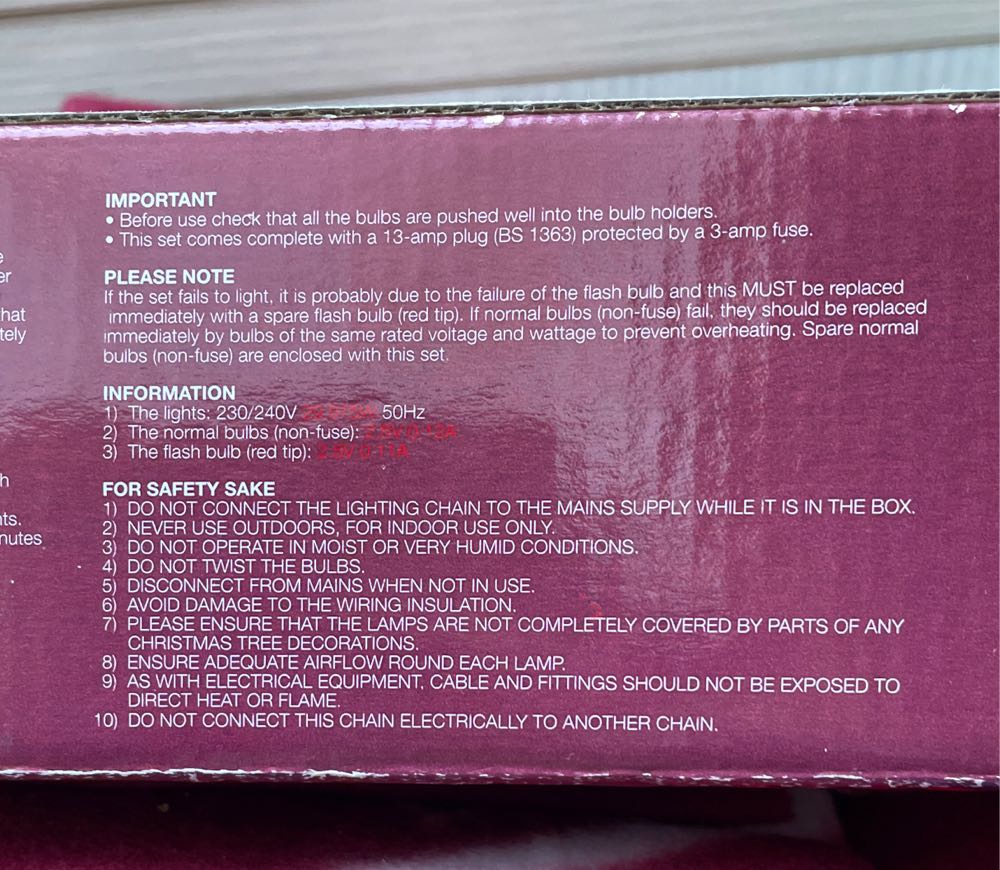 IMPORTANT
• Before use check that all the bulbs are pushed well into the bulb holders.
• This set comes complete with a 13-amp plug (BS 1363) protected by a 3-amp fuse.
er
PLEASE NOTE
If the set fails to light, it is probably due to the failure of the flash bulb and this MUST be replaced
hat immediately with a spare flash bulb (red tip). If normal bulbs (non-fuse) fail, they should be replaced
tely immediately by bulbs of the same rated voltage and wattage to prevent overheating. Spare normal
bulbs (non-fuse) are enclosed with this set.
INFORMATION
1) The lights: 230/240V 50Hz
2) The normal bulbs (non-fuse): 0.12A
3) The flash bulb (red tip): 0.11A
h
FOR SAFETY SAKE
1) DO NOT CONNECT THE LIGHTING CHAIN TO THE MAINS SUPPLY WHILE IT IS IN THE BOX.
ts.
2) NEVER USE OUTDOORS, FOR INDOOR USE ONLY.
nutes
3) DO NOT OPERATE IN MOIST OR VERY HUMID CONDITIONS.
4) DO NOT TWIST THE BULBS.
5) DISCONNECT FROM MAINS WHEN NOT IN USE.
6) AVOID DAMAGE TO THE WIRING INSULATION.
7) PLEASE ENSURE THAT THE LAMPS ARE NOT COMPLETELY COVERED BY PARTS OF ANY
CHRISTMAS TREE DECORATIONS.
8) ENSURE ADEQUATE AIRFLOW ROUND EACH LAMP.
9) AS WITH ELECTRICAL EQUIPMENT, CABLE AND FITTINGS SHOULD NOT BE EXPOSED TO
DIRECT HEAT OR FLAME.
10) DO NOT CONNECT THIS CHAIN ELECTRICALLY TO ANOTHER CHAIN.